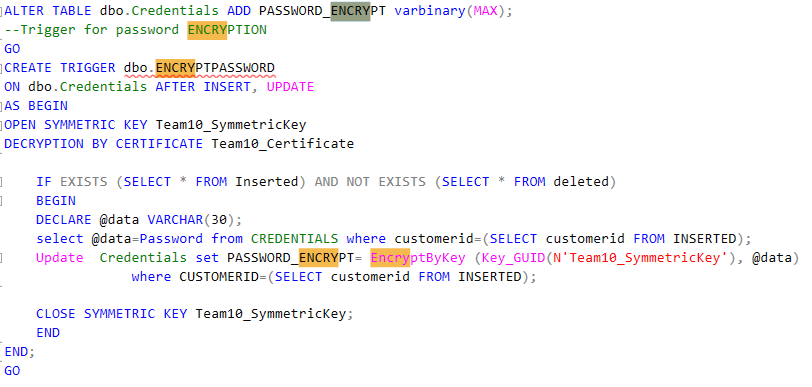 ALTER TABLE dbo.Credentials ADD PASSWORD_ENCRYPT varbinary(MAX);
--Trigger for password ENCRYPTION
GO
CREATE TRIGGER dbo.ENCRYPTPASSWORD
ON dbo.Credentials AFTER INSERT, UPDATE
AS BEGIN
OPEN SYMMETRIC KEY Team10_SymmetricKey
DECRYPTION BY CERTIFICATE Team10_Certificate
IF EXISTS (SELECT * FROM Inserted) AND NOT EXISTS (SELECT * FROM deleted)
BEGIN
DECLARE @data VARCHAR(30);
select @data=Password from CREDENTIALS where customerid=(SELECT customerid FROM INSERTED);
Update  Credentials set PASSWORD_ENCRYPT= EncryptByKey (Key_GUID(N'Team10_SymmetricKey'), @data)
where CUSTOMERID=(SELECT customerid FROM INSERTED);
CLOSE SYMMETRIC KEY Team10_SymmetricKey;
END
END;
GO